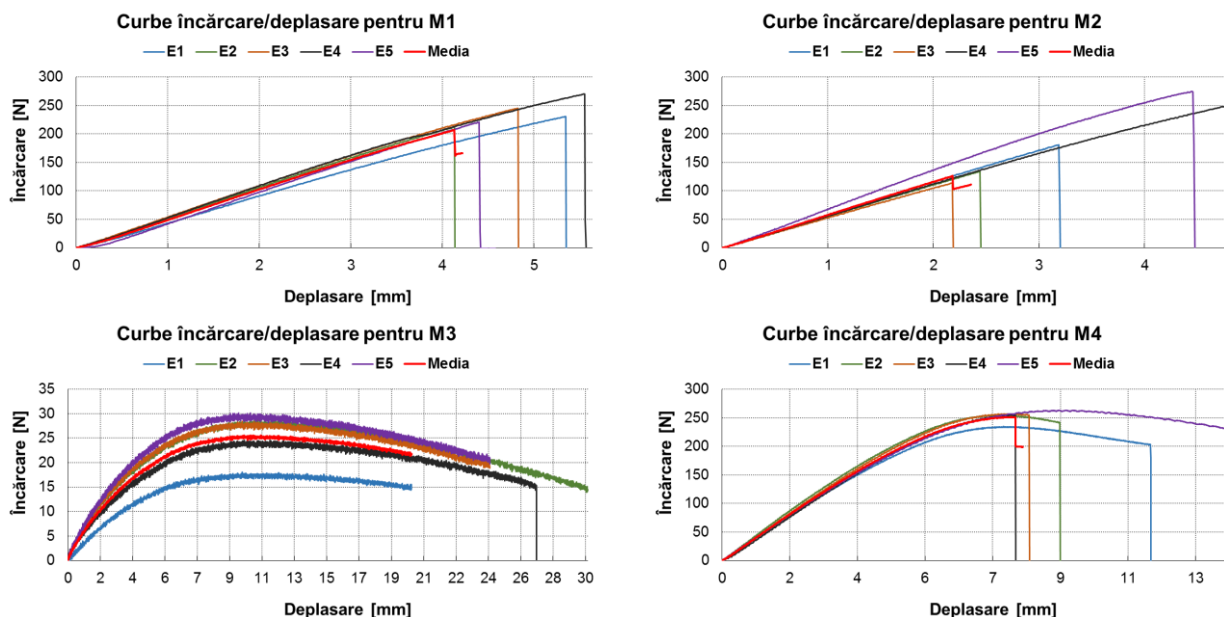 Curbe încărcare/deplasare pentru M1
E1 E2 E3 E4 E5 Media
300
250
200
150
100
50
0
Încărcare [N]
0 1 2 3 4 5
Deplasare [mm]
Curbe încărcare/deplasare pentru M2
E1 E2 E3 E4 E5 Media
300
250
200
150
100
50
0
Încărcare [N]
0 1 2 3 4
Deplasare [mm]
Curbe încărcare/deplasare pentru M3
E1 E2 E3 E4 E5 Media
35
30
25
20
15
10
5
0
Încărcare [N]
0 2 4 6 7 9 11 13 15 17 19 20 22 24 26 28 30
Deplasare [mm]
Curbe încărcare/deplasare pentru M4
E1 E2 E3 E4 E5 Media
300
250
200
150
100
50
0
Încărcare [N]
0 2 4 6 7 9 11 13
Deplasare [mm]